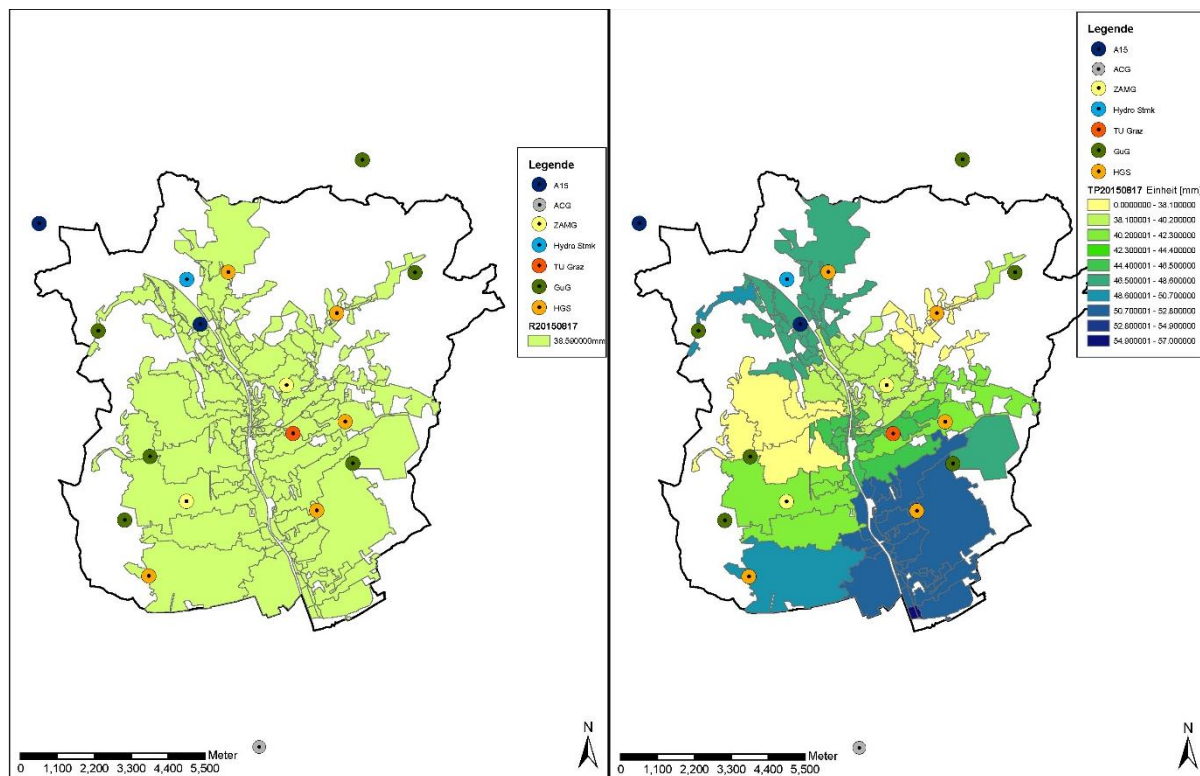 Legende
A15
ACG
ZAMG
Hydro Stmk
TU Graz
GuG
HGS
R20150817
38.590000mm
N
Meter
0 1,100 2,200 3,300 4,400 5,500
Legende
A15
ACG
ZAMG
Hydro Stmk
TU Graz
GuG
HGS
TP20150817 Einheit [mm]
0.0000000 - 38.100000
38.100001 - 40.200000
40.200001 - 42.300000
42.300001 - 44.400000
44.400001 - 46.500000
46.500001 - 48.600000
48.600001 - 50.700000
50.700001 - 52.800000
52.800001 - 54.900000
54.900001 - 57.000000
N
Meter
0 1,100 2,200 3,300 4,400 5,500